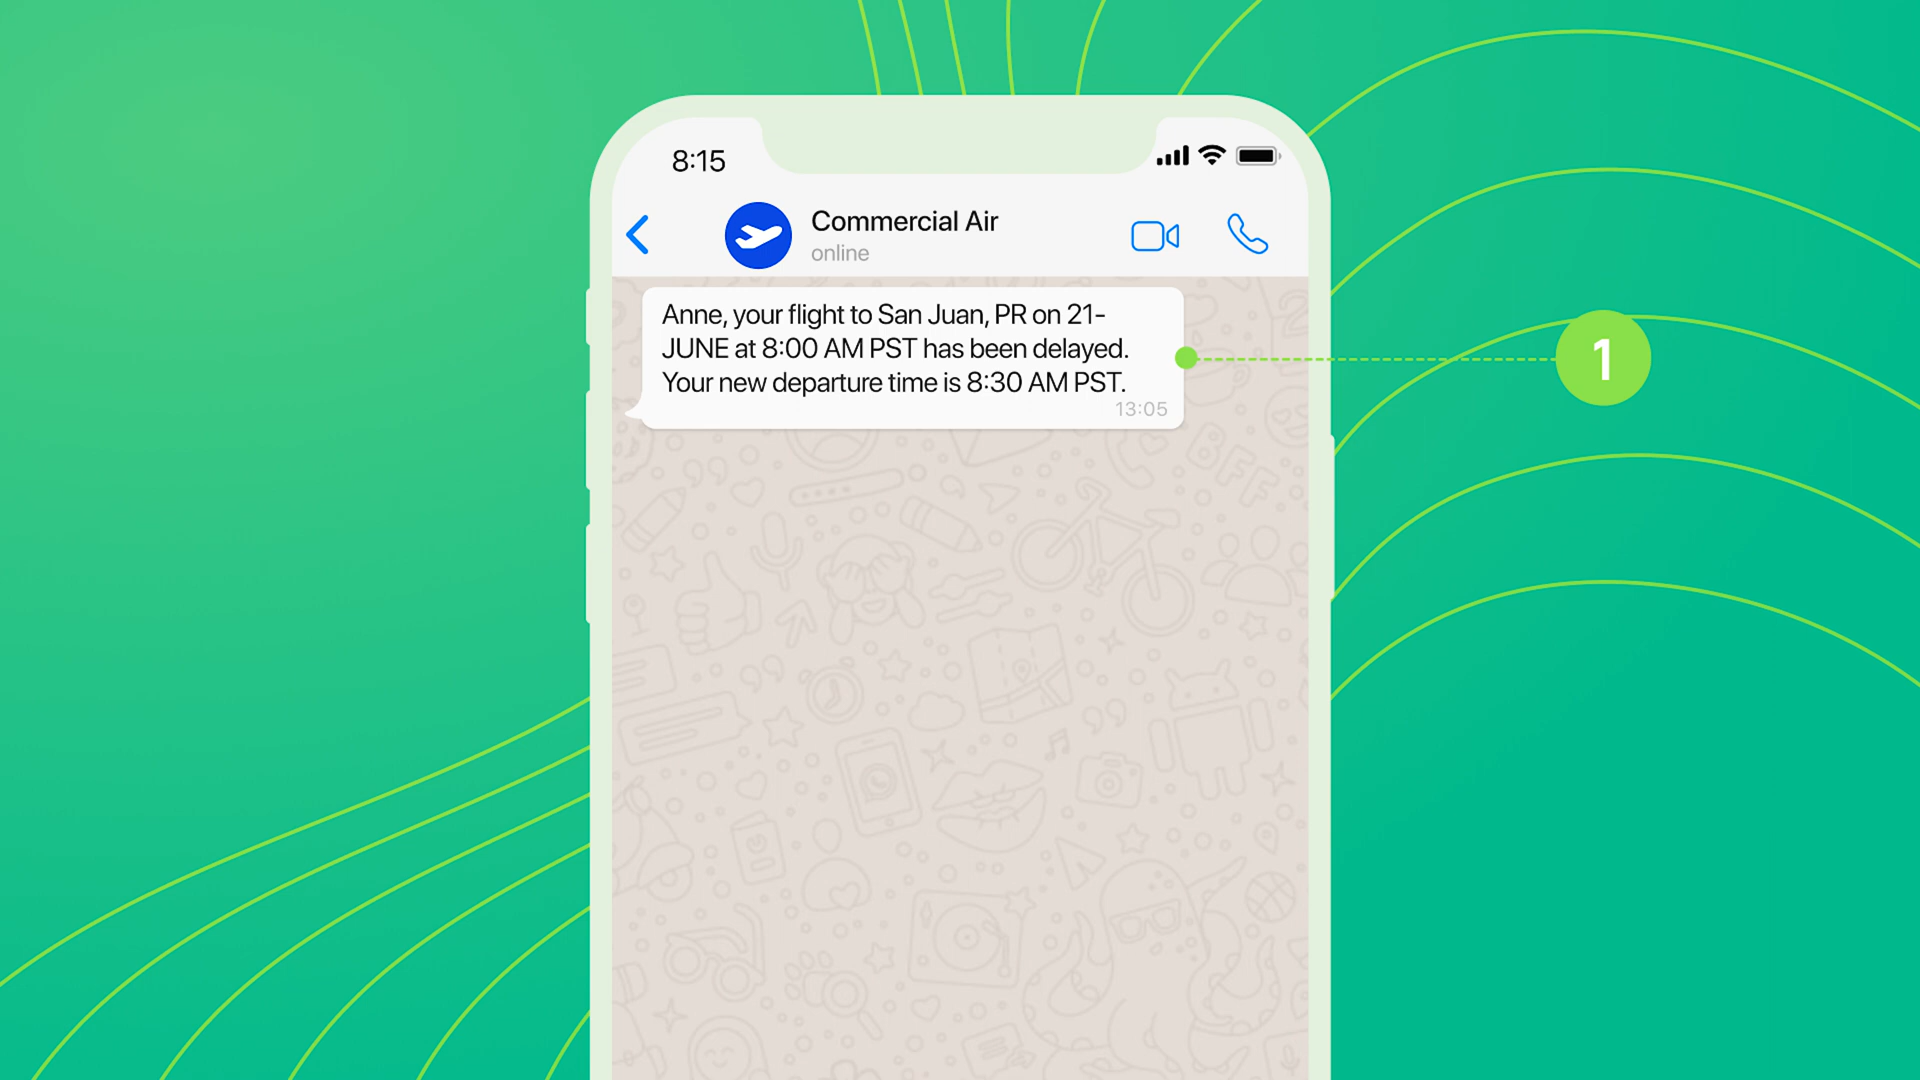 8:15
Commercial Air
online
Anne, your flight to San Juan, PR on 21-
JUNE at 8:00 AM PST has been delayed.
Your new departure time is 8:30 AM PST.
13:05
1
BFF